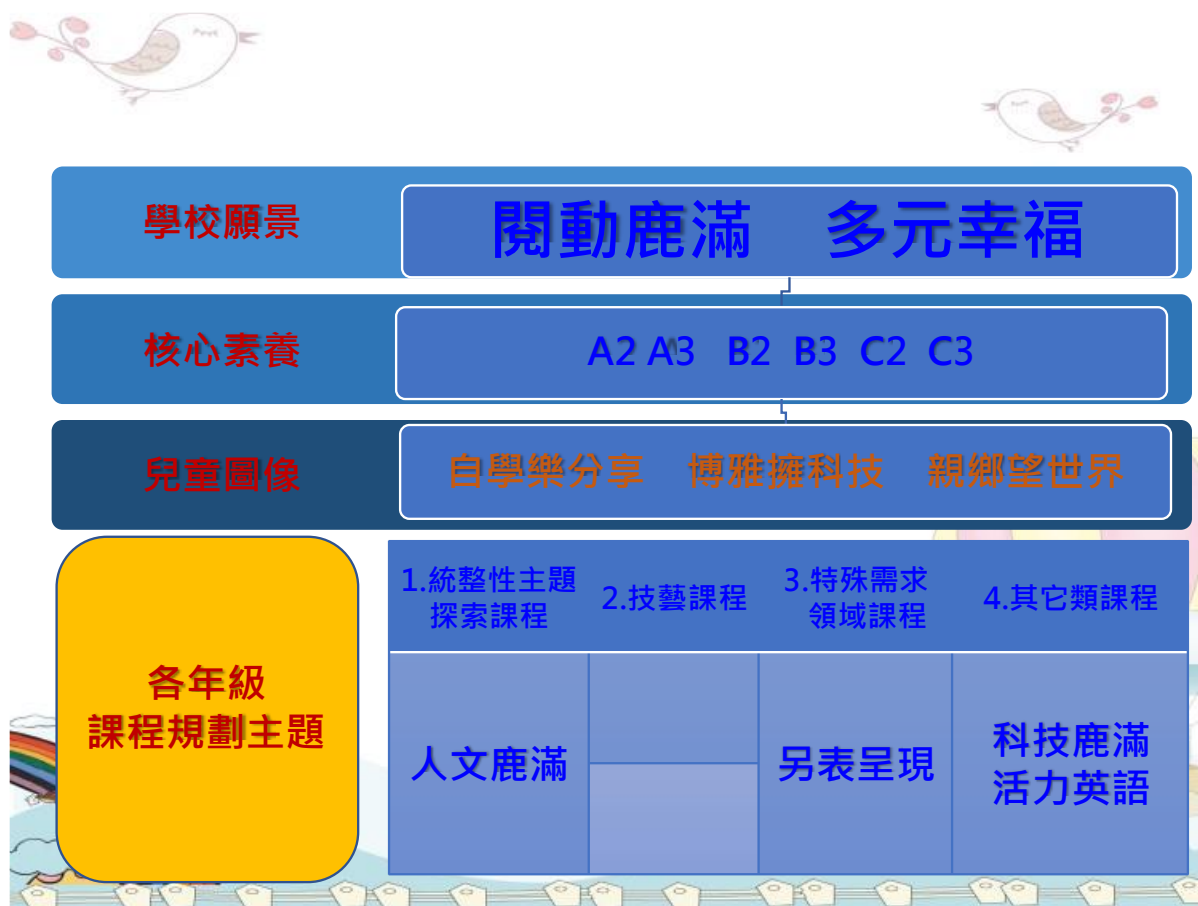 學校願景
閱動鹿滿 多元幸福
核心素養
A2 A3 B2 B3 C2 C3
兒童圖像
自學樂分享 博雅擁科技 親鄉望世界
各年級
課程規劃主題
1.統整性主題
探索課程
2.技藝課程
3.特殊需求
領域課程
4.其它類課程
人文鹿滿
另表呈現
科技鹿滿
活力英語